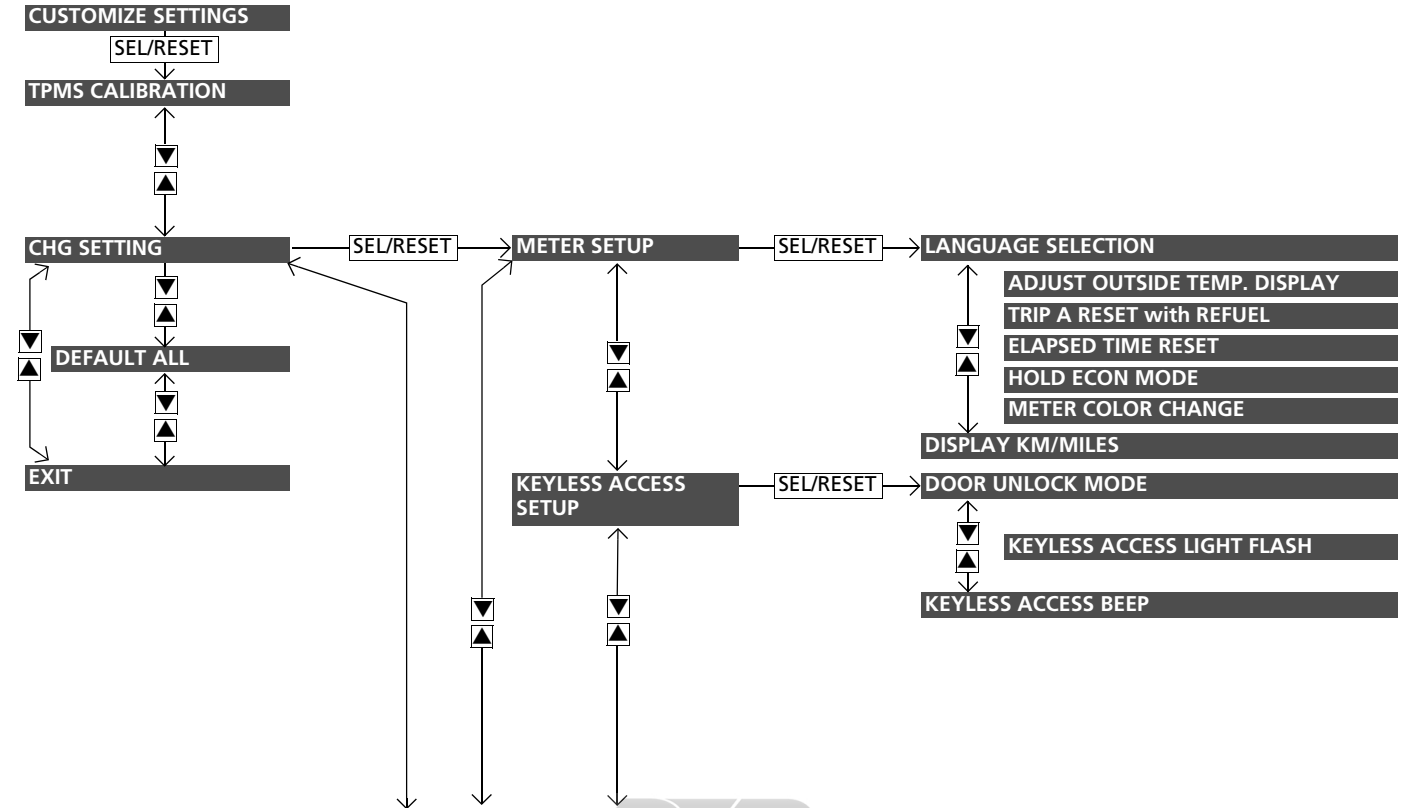 CUSTOMIZE SETTINGS
SEL/RESET
TPMS CALIBRATION
▼
▲
CHG SETTING
SEL/RESET
METER SETUP
SEL/RESET
LANGUAGE SELECTION
ADJUST OUTSIDE TEMP. DISPLAY
TRIP A RESET with REFUEL
ELAPSED TIME RESET
HOLD ECON MODE
METER COLOR CHANGE
DISPLAY KM/MILES
▼
▲
▼
▲
DEFAULT ALL
▼
▲
EXIT
▼
▲
▼
▲
KEYLESS ACCESS
SETUP
SEL/RESET
DOOR UNLOCK MODE
▼
▲
KEYLESS ACCESS LIGHT FLASH
KEYLESS ACCESS BEEP
▼
▲
▼
▲